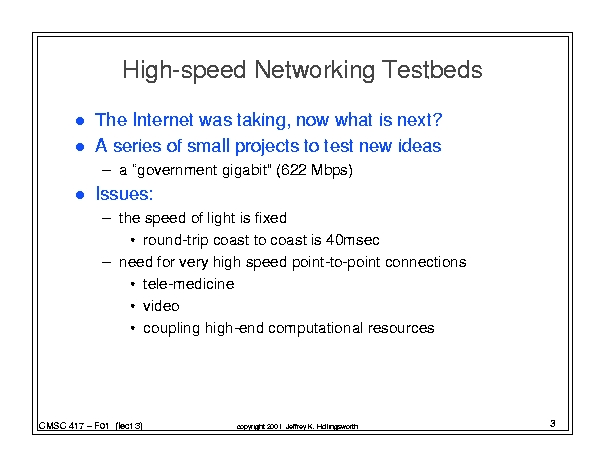 High-speed Networking Testbeds
● The Internet was taking, now what is next?
● A series of small projects to test new ideas
– a “government gigabit" (622 Mbps)
● Issues:
– the speed of light is fixed
• round-trip coast to coast is 40msec
– need for very high speed point-to-point connections
• tele-medicine
• video
• coupling high-end computational resources
CMSC 417 – F01 (lect 3)
copyright 2001 Jeffrey K. Hollingsworth
3